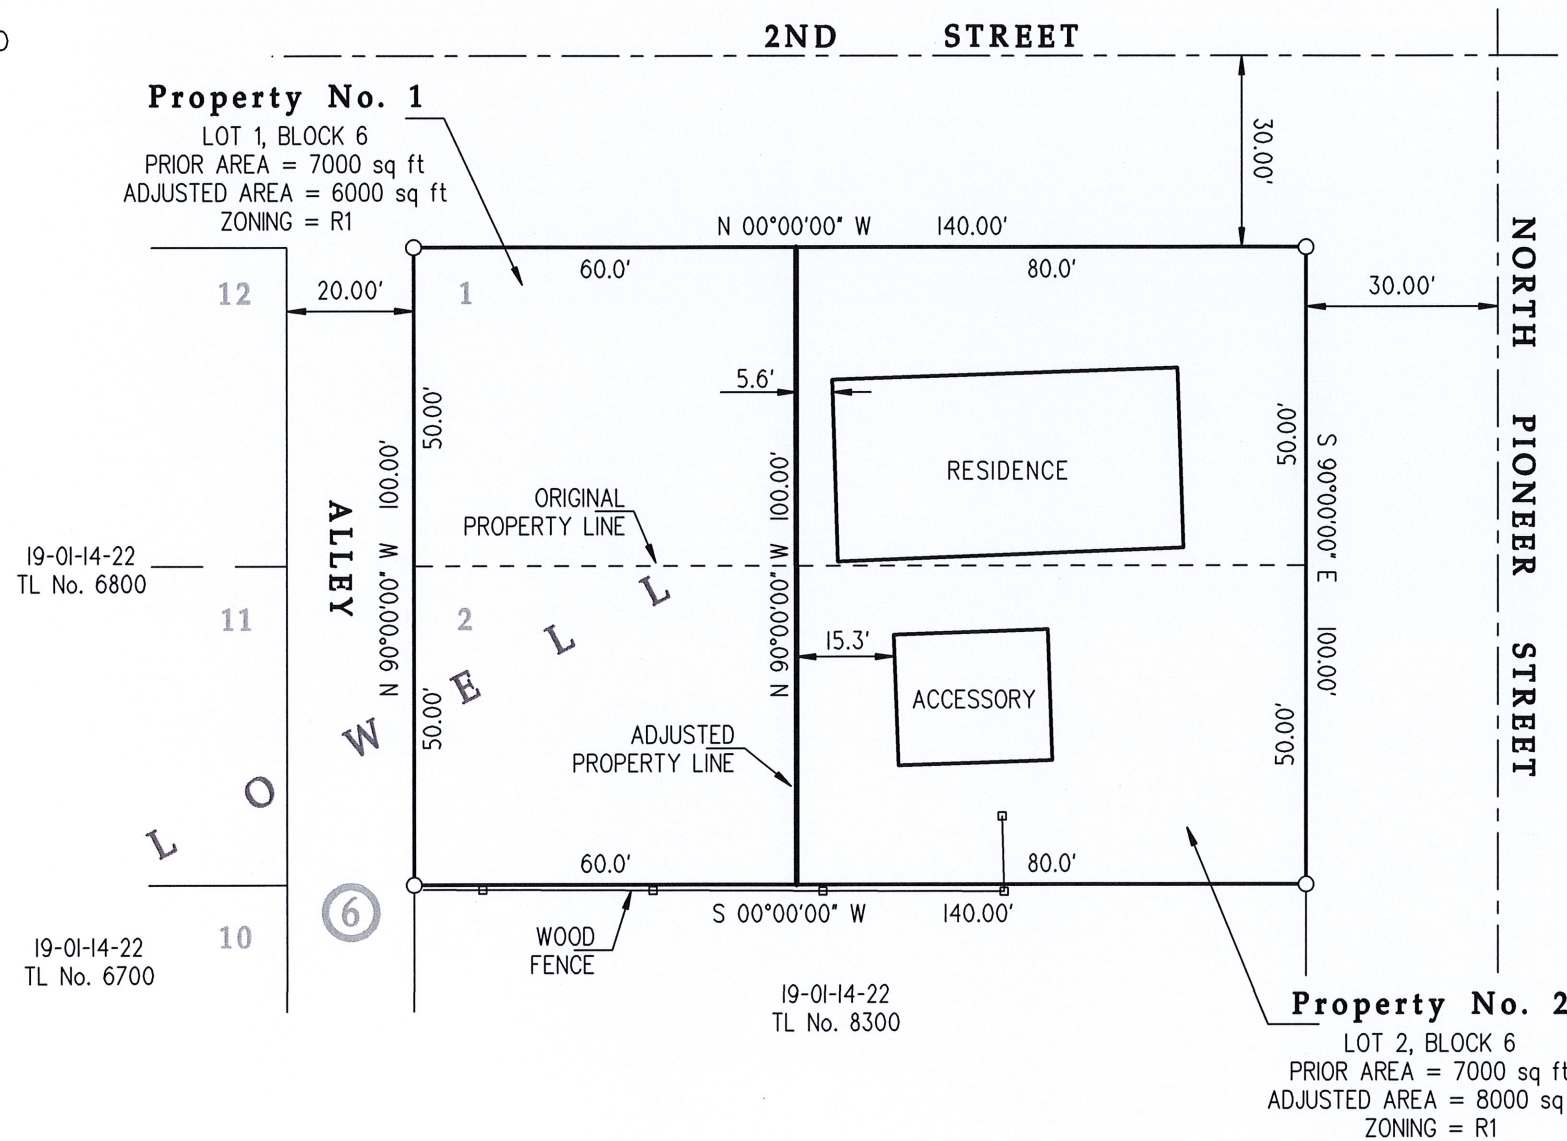 2ND STREET
Property No. 1
LOT 1, BLOCK 6
PRIOR AREA = 7000 sq ft
ADJUSTED AREA = 6000 sq ft
ZONING = R1
30.00'
N 00°00'00" W 140.00'
60.0'
80.0'
12
20.00'
1
30.00'
NORTH PIONEER STREET
5.6'
50.00'
50.00'
RESIDENCE
ORIGINAL
PROPERTY LINE
N 90°00'00" W 100.00'
N 90°00'00" W 100.00'
S 90°00'00" E 100.00'
ALLEY
19-01-14-22
TL No. 6800
11
2
LOWELL
15.3'
ACCESSORY
50.00'
50.00'
ADJUSTED
PROPERTY LINE
60.0'
80.0'
6
S 00°00'00" W 140.00'
10
WOOD
FENCE
19-01-14-22
TL No. 6700
19-01-14-22
TL No. 8300
Property No. 2
LOT 2, BLOCK 6
PRIOR AREA = 7000 sq ft
ADJUSTED AREA = 8000 sq
ZONING = R1